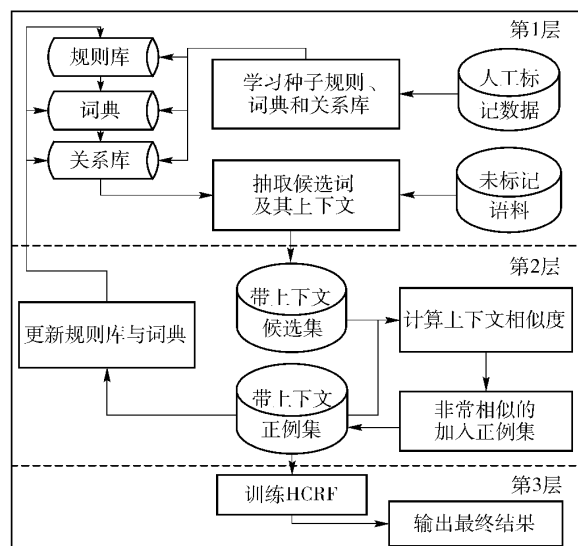 第1层
规则库
词典
关系库
学习种子规则、
词典和关系库
人工标
记数据
抽取候选词
及其上下文
未标记
语料
第2层
带上下文
候选集
计算上下文相似度
更新规则库与词典
带上下文
正例集
非常相似的
加入正例集
第3层
训练HCRF
输出最终结果